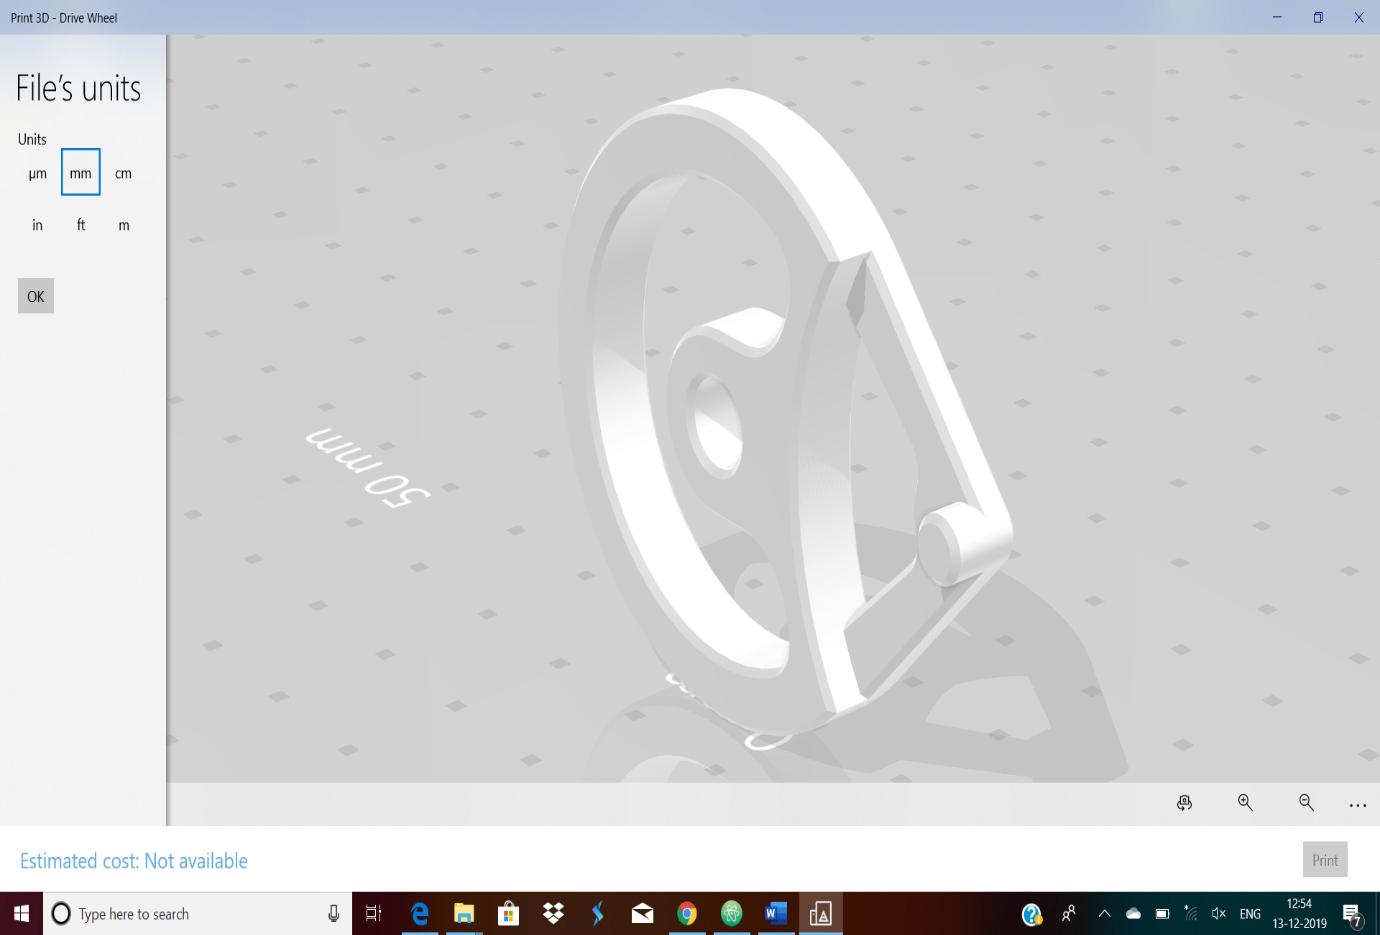 Print 3D - Drive Wheel
File's units
Units
µm mm cm
in ft m
OK
50 mm
Estimated cost: Not available
Print
Type here to search
ENG
12:54
13-12-2019
7